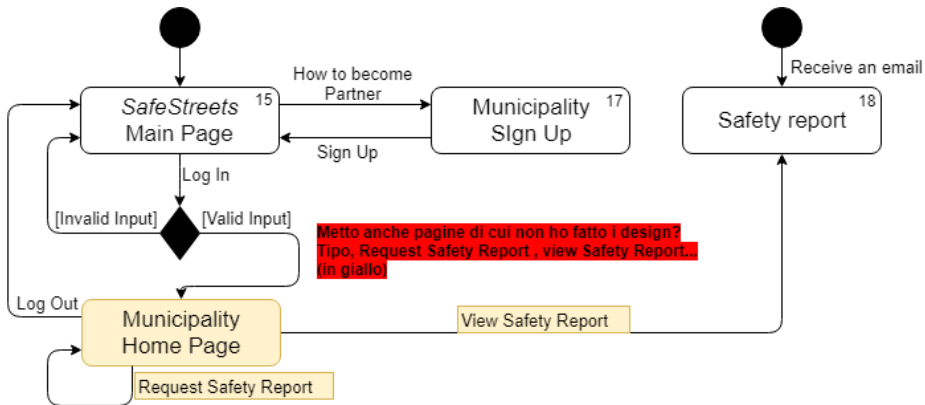 Receive an email
How to become
Partner
SafeStreets
Main Page
15
Municipality
SIgn Up
17
Safety report
18
Sign Up
Log In
[Invalid Input]
[Valid Input]
Metto anche pagine di cui non ho fatto i design?
Tipo, Request Safety Report , view Safety Report...
(in giallo)
Log Out
Municipality
Home Page
View Safety Report
Request Safety Report